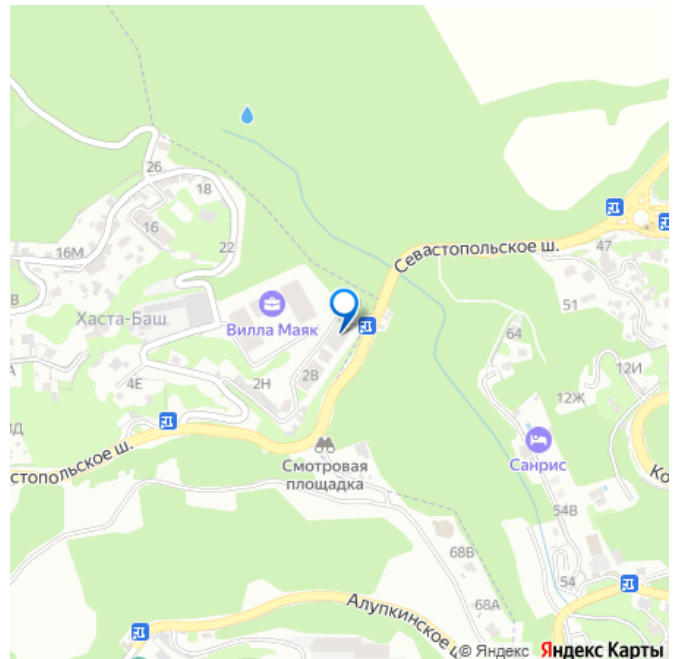 26
18
16
22
16М
В
Севастопольское ш.
47
51
64
Хаста-Баш
Вилла Маяк
2В
2Н
4Е
12И
12Ж
Санрис
стопольское ш.
Смотровая
площадка
54В
68В
68А
54
Алупкинское
© Яндекс Яндекс Карты